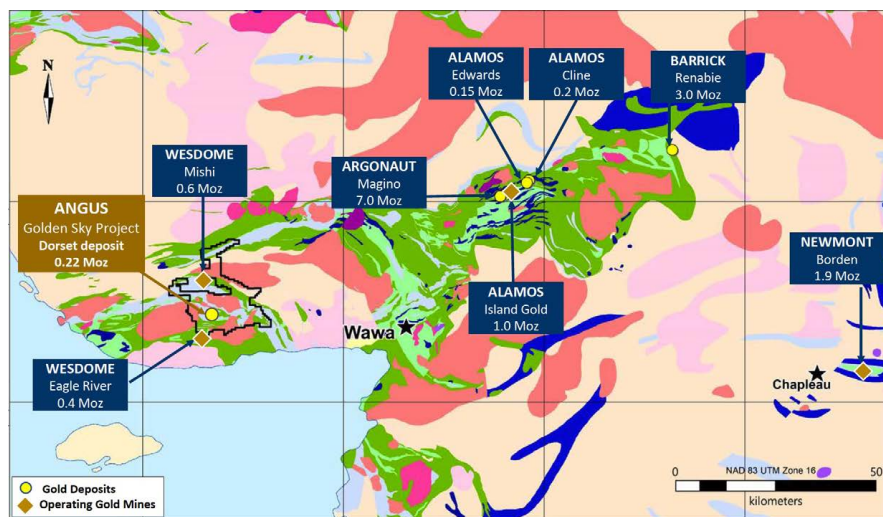 N
ALAMOS
Edwards
0.15 Moz
ALAMOS
Cline
0.2 Moz
BARRICK
Renabie
3.0 Moz
WESDOME
Mishi
0.6 Moz
ARGONAUT
Magino
7.0 Moz
ANGUS
Golden Sky Project
Dorset deposit
0.22 Moz
NEWMONT
Borden
1.9 Moz
ALAMOS
Island Gold
1.0 Moz
Wawa
WESDOME
Eagle River
0.4 Moz
Chapleau
NAD 83 UTM Zone 16
0 50
kilometers
Gold Deposits
Operating Gold Mines